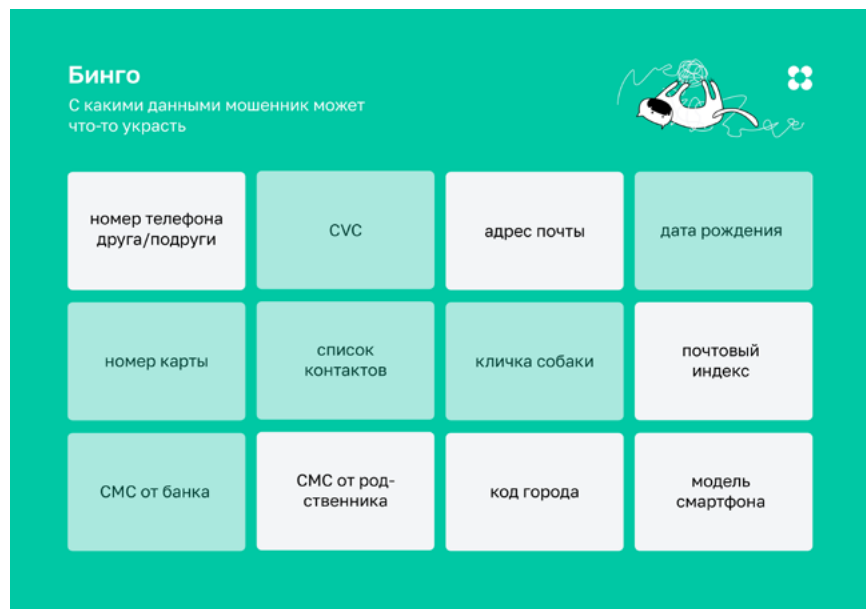 Бинго
С какими данными мошенник может
что-то украсть
номер телефона
друга/подруги
CVC
адрес почты
дата рождения
номер карты
список
контактов
кличка собаки
почтовый
индекс
СМС от банка
СМС от род-
ственника
код города
модель
смартфона